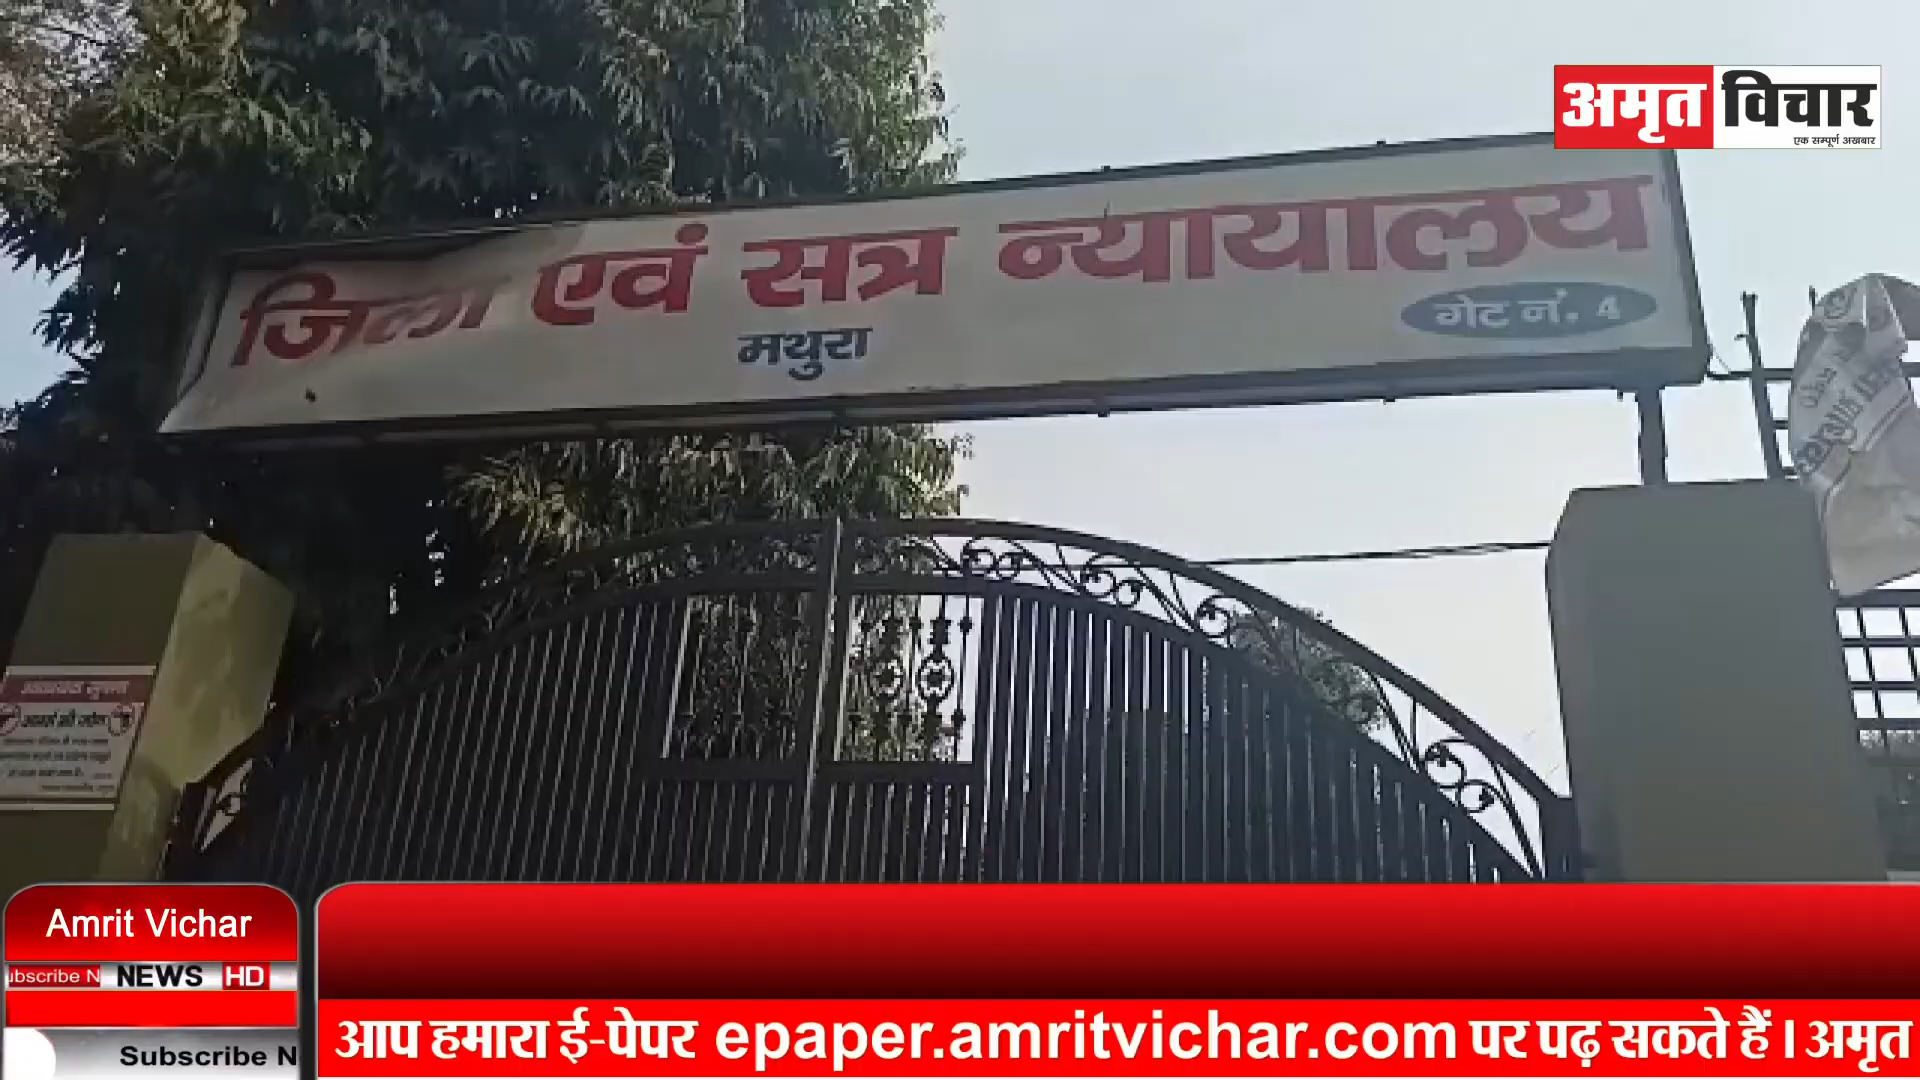 अमृत विचार
एक सम्पूर्ण अखबार
जिला एवं सत्र न्यायालय
मथुरा
गेट नं. 4
Amrit Vichar
ubscribe N NEWS HD
Subscribe N
आप हमारा ई-पेपर epaper.amritvichar.com पर पढ़ सकते हैं । अमृत